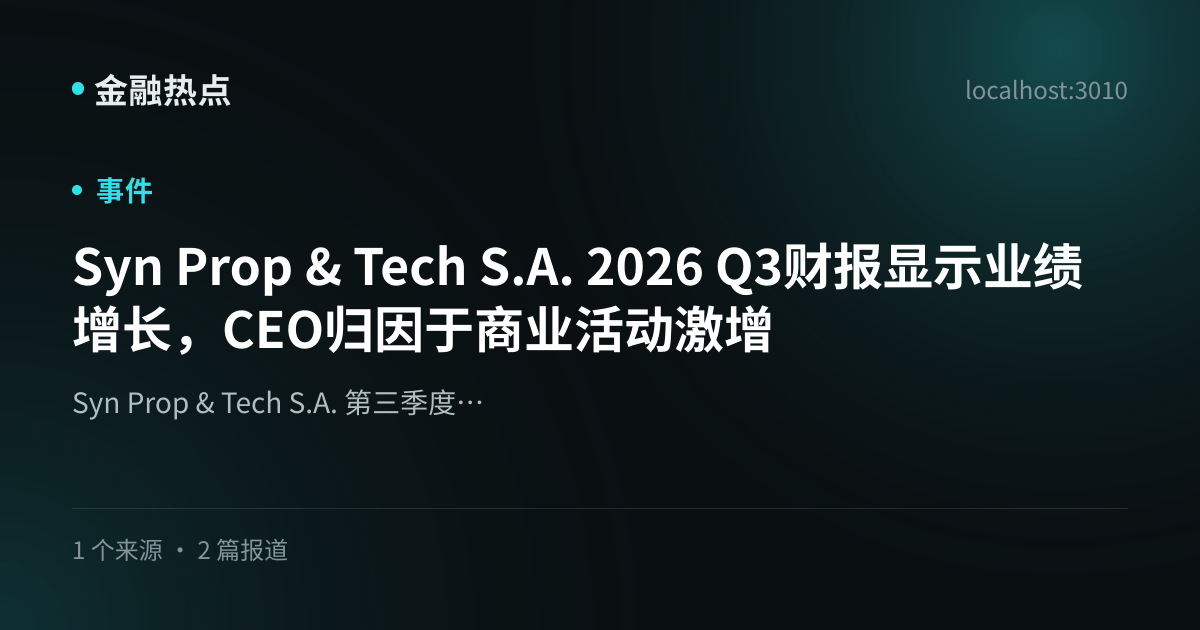 金融热点
localhost:3010
事件
Syn Prop & Tech S.A. 2026 Q3财报显示业绩
增长，CEO归因于商业活动激增
Syn Prop & Tech S.A. 第三季度…
1 个来源 • 2 篇报道